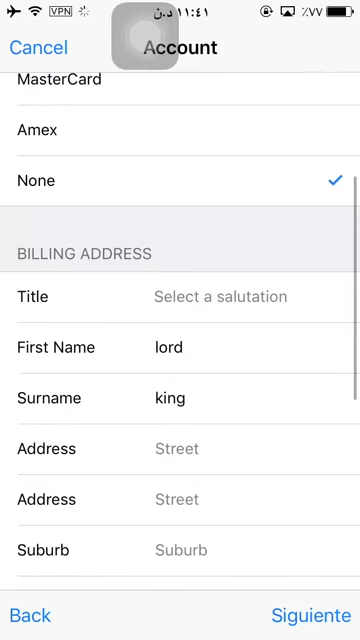 VPN ١١:٤١ د.ن ٪٧٧
Cancel Account
MasterCard
Amex
None
BILLING ADDRESS
Title Select a salutation
First Name lord
Surname king
Address Street
Address Street
Suburb Suburb
Back Siguiente